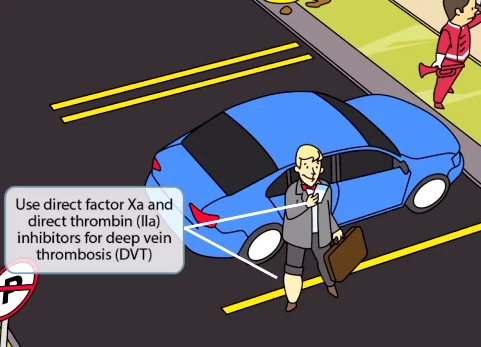 Use direct factor Xa and
direct thrombin (IIa)
inhibitors for deep vein
thrombosis (DVT)
P